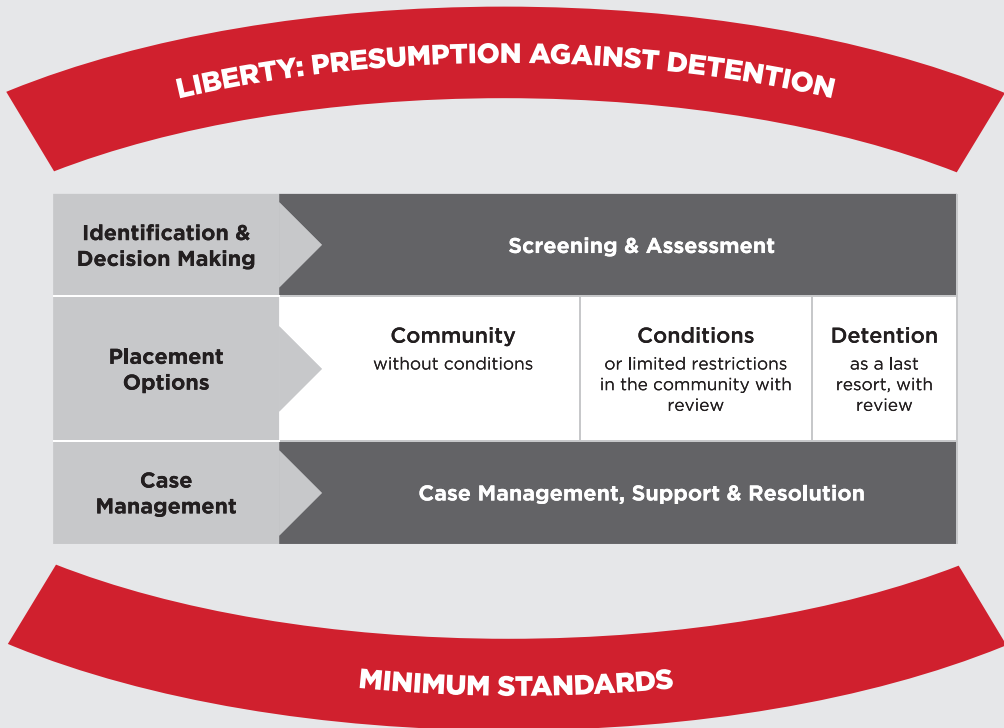 LIBERTY: PRESUMPTION AGAINST DETENTION
Identification &
Decision Making
Screening & Assessment
Placement
Options
Community
without conditions
Conditions
or limited restrictions
in the community with
review
Detention
as a last
resort, with
review
Case
Management
Case Management, Support & Resolution
MINIMUM STANDARDS